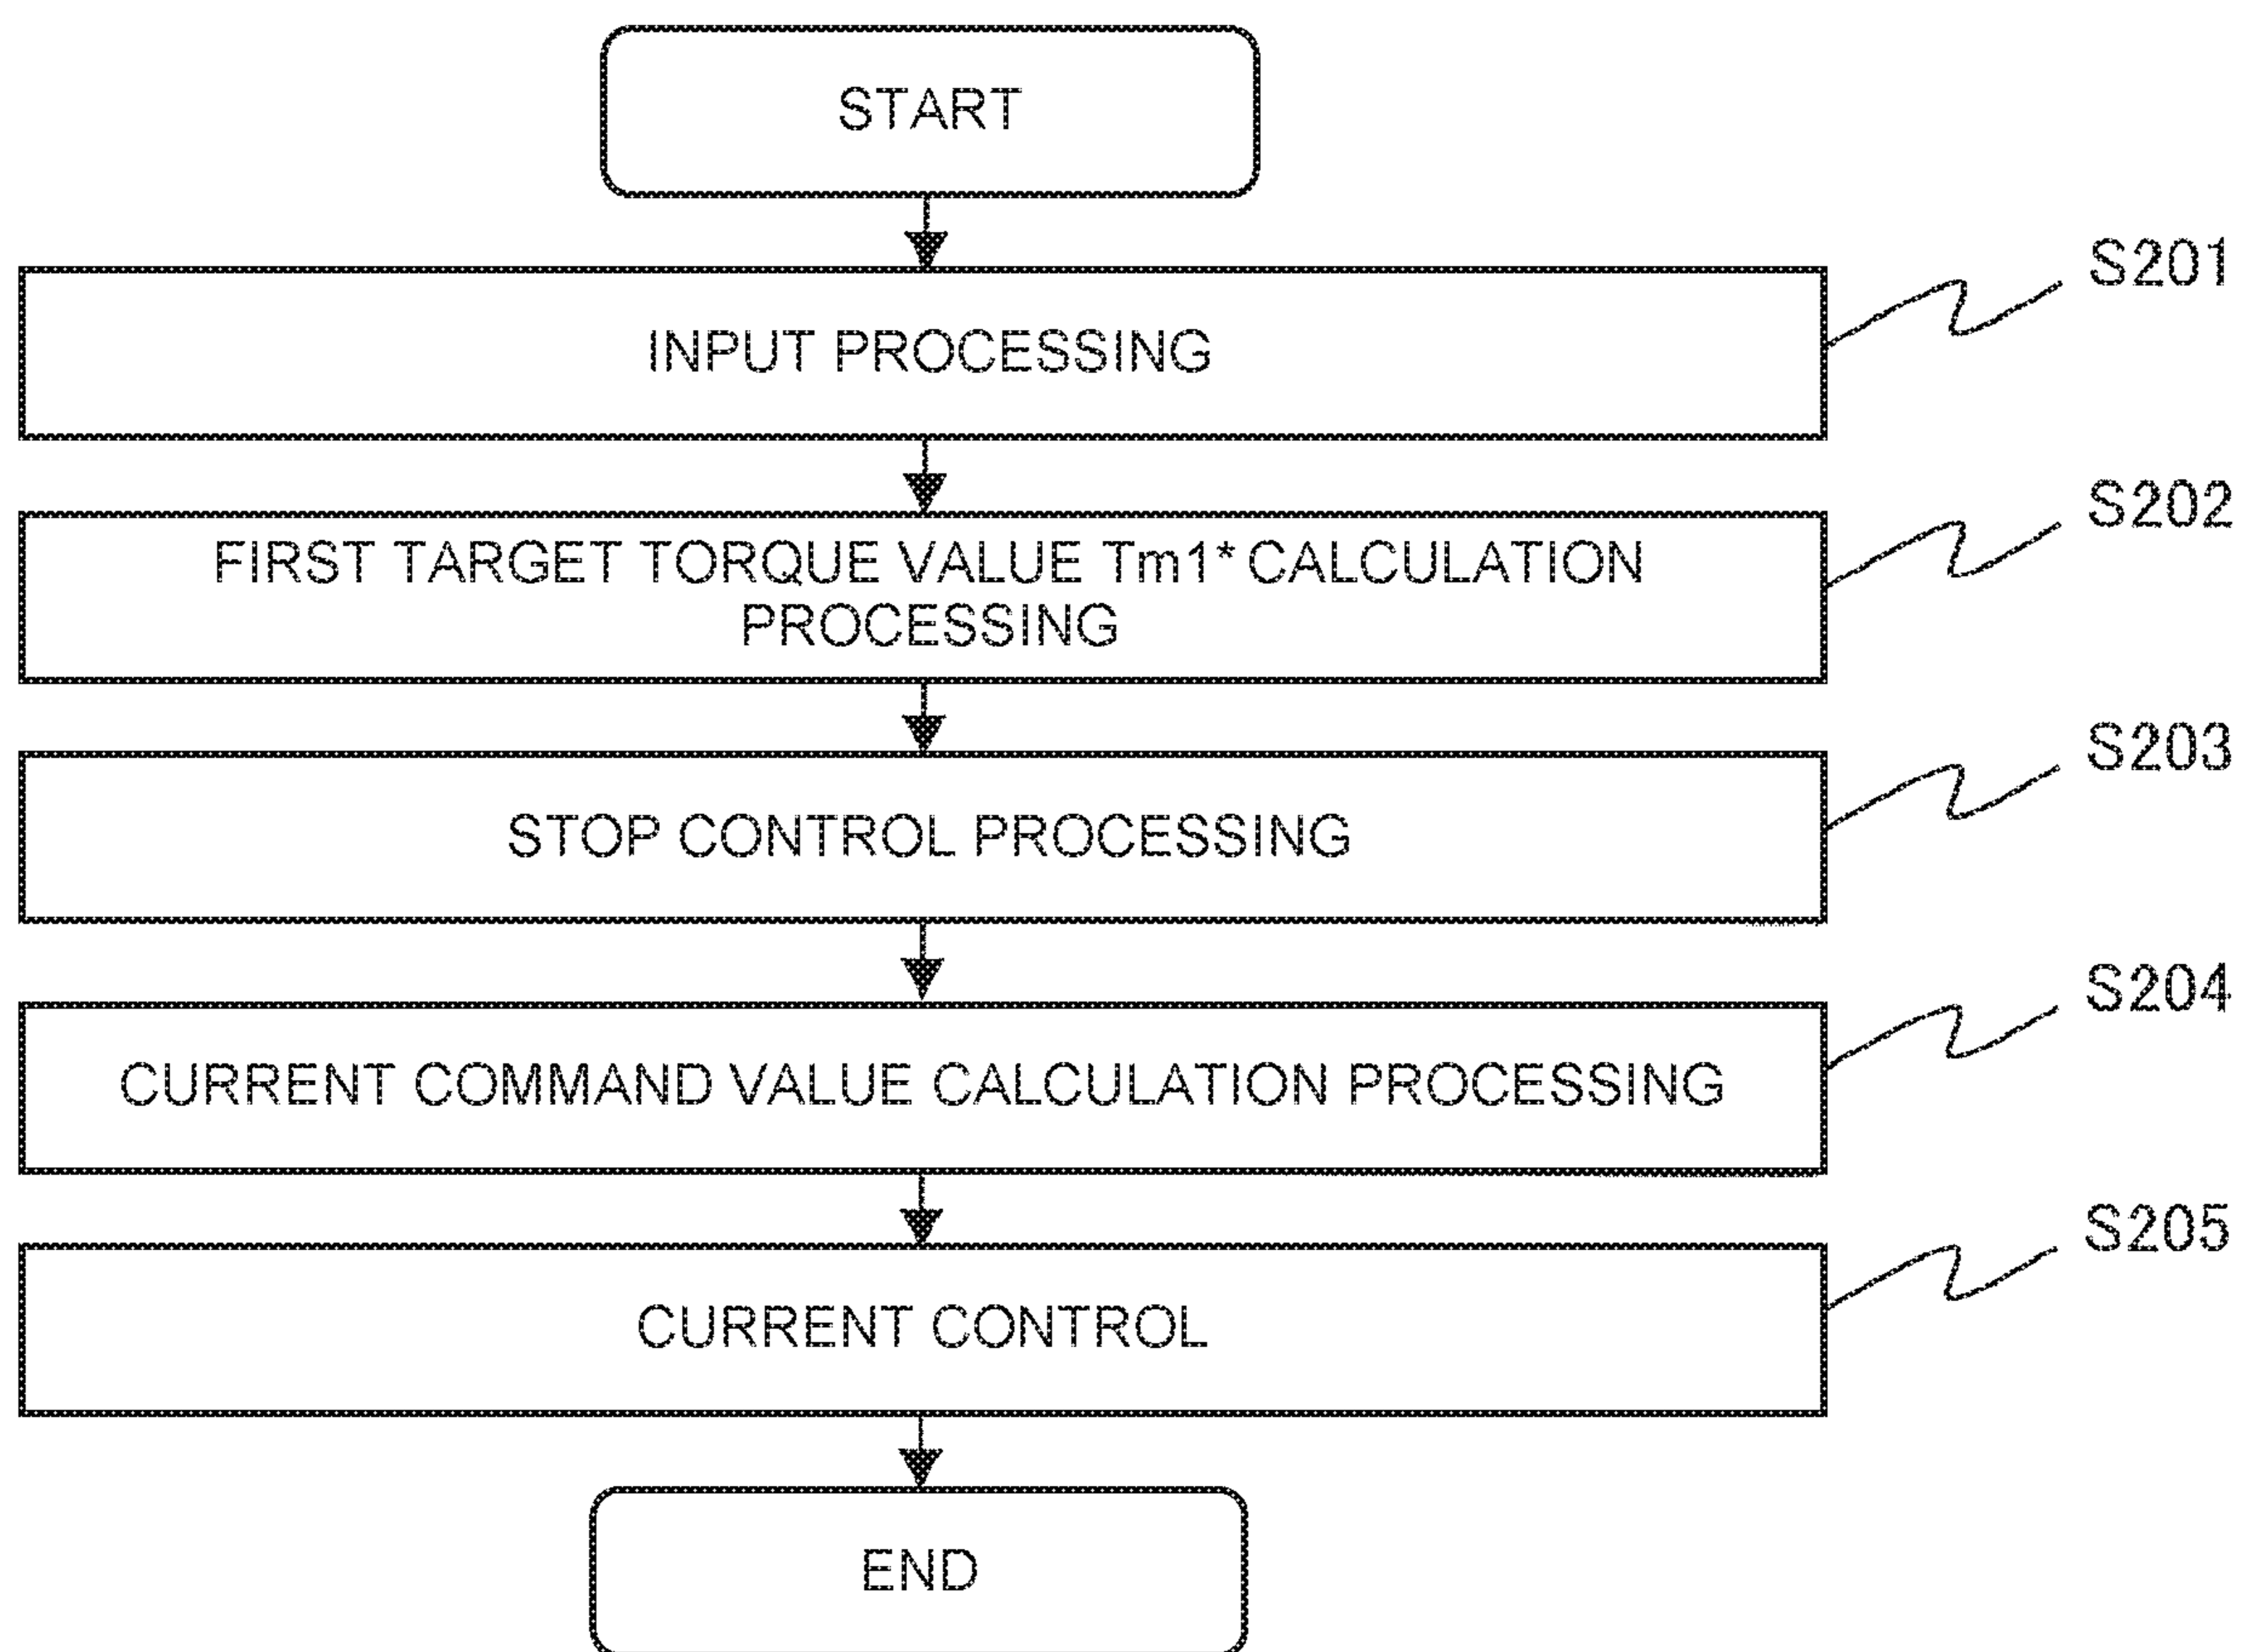 START
S201
INPUT PROCESSING
S202
FIRST TARGET TORQUE VALUE Tm1* CALCULATION
PROCESSING
S203
STOP CONTROL PROCESSING
S204
CURRENT COMMAND VALUE CALCULATION PROCESSING
S205
CURRENT CONTROL
END